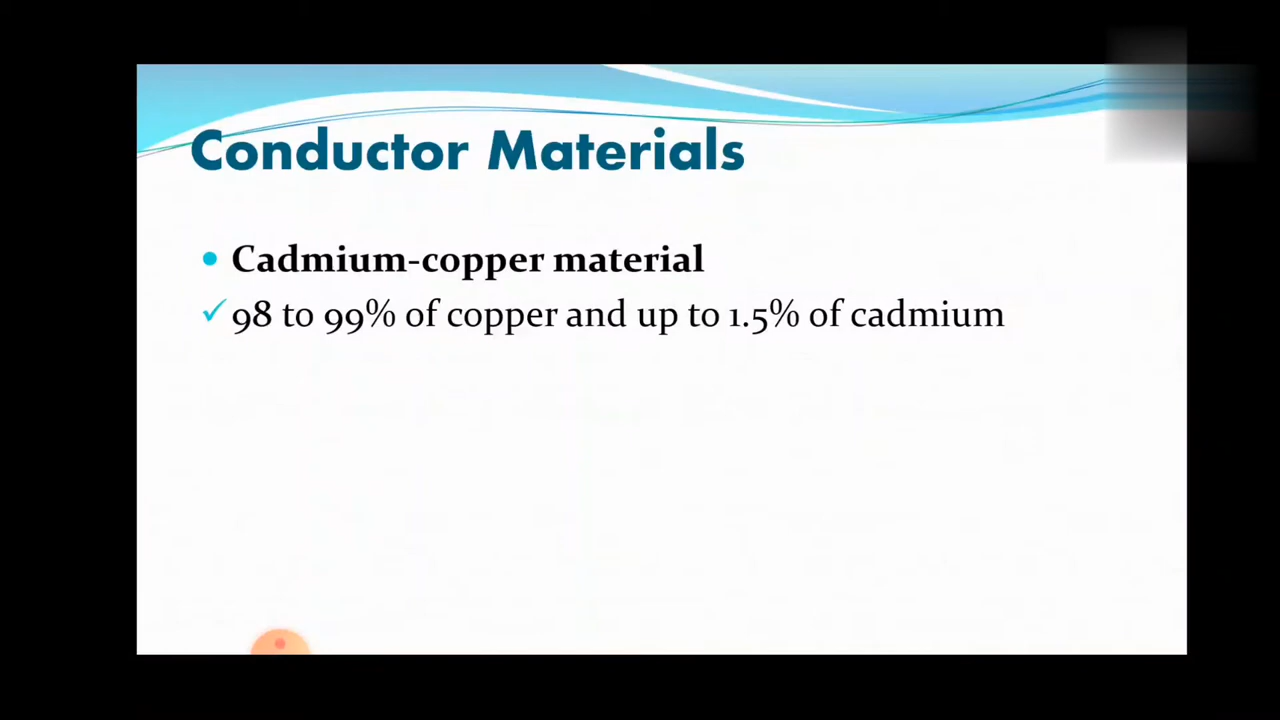 Conductor Materials
Cadmium-copper material
98 to 99% of copper and up to 1.5% of cadmium